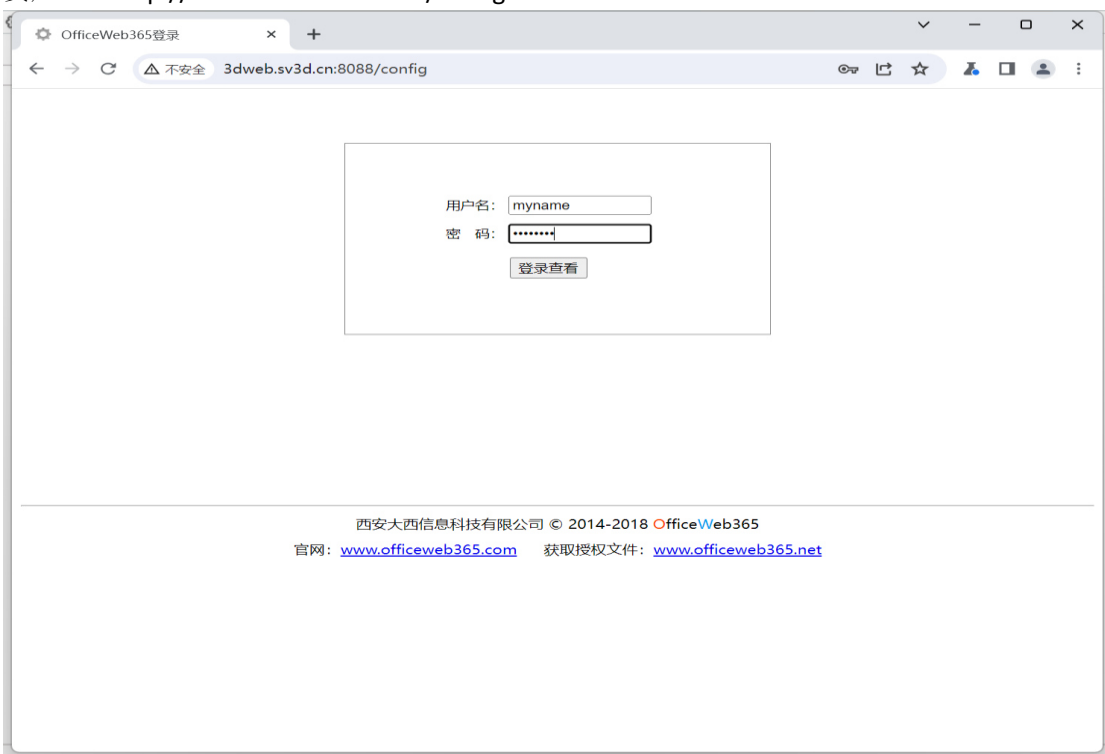 OfficeWeb365登录
不安全 3dweb.sv3d.cn:8088/config
用户名： myname
密 码： ••••••••
登录查看
西安大西信息科技有限公司 © 2014-2018 OfficeWeb365
官网：www.officeweb365.com 获取授权文件：www.officeweb365.net